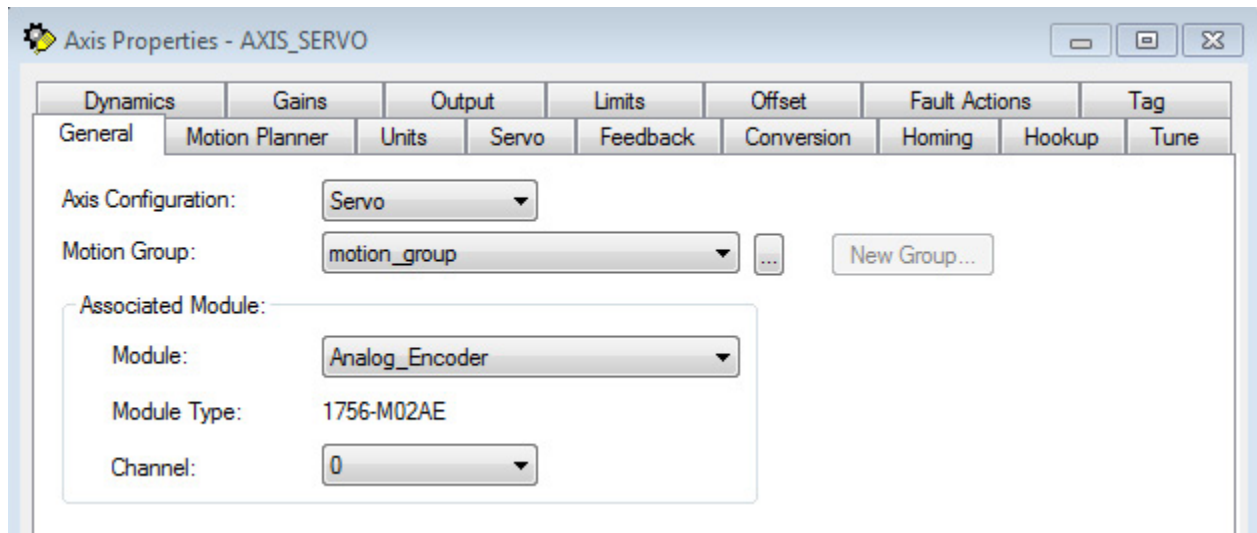 Axis Properties - AXIS_SERVO
Dynamics Gains Output Limits Offset Fault Actions Tag
General Motion Planner Units Servo Feedback Conversion Homing Hookup Tune
Axis Configuration: Servo
Motion Group: motion_group ... New Group...
Associated Module:
Module: Analog_Encoder
Module Type: 1756-M02AE
Channel: 0